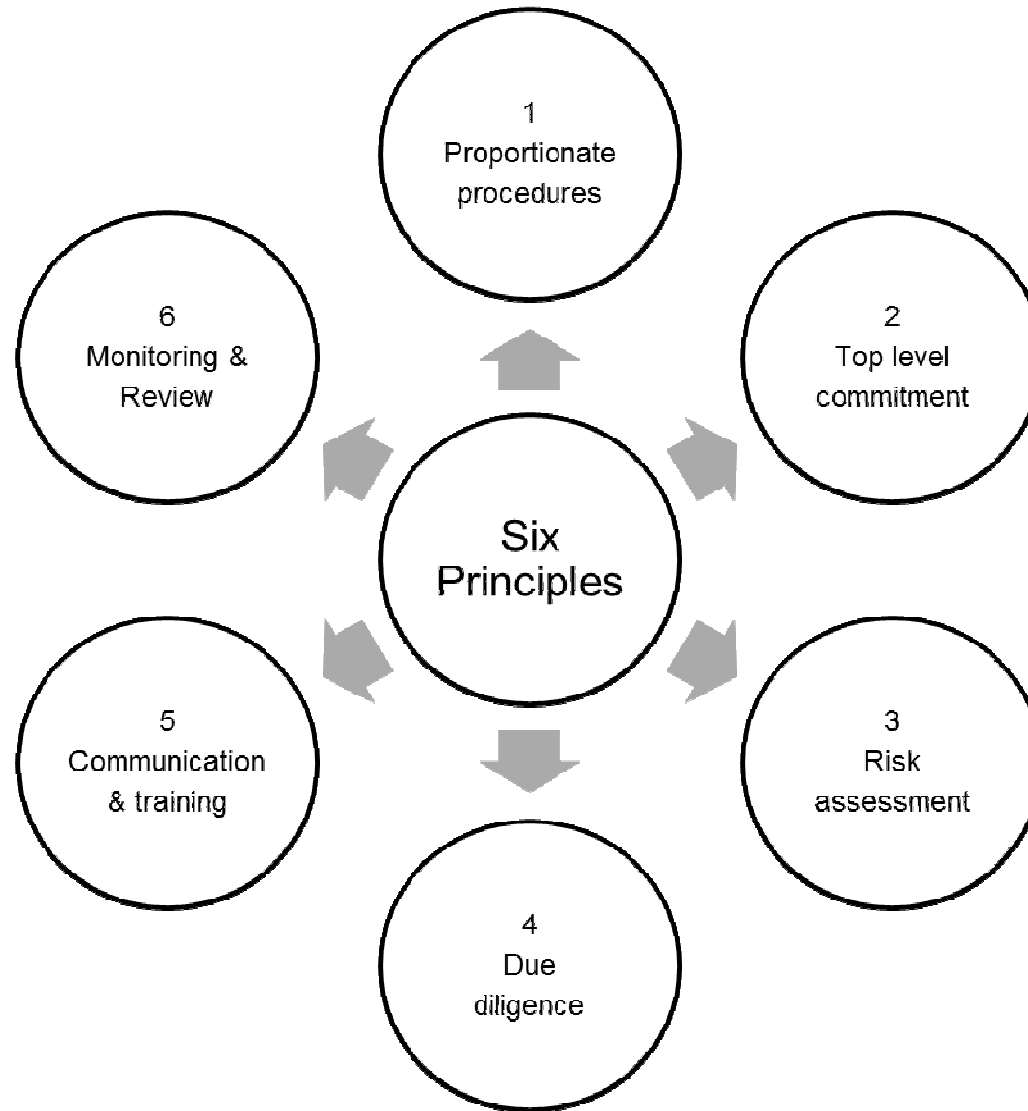 Six
Principles
1
Proportionate
procedures
2
Top level
commitment
3
Risk
assessment
4
Due
diligence
5
Communication
& training
6
Monitoring &
Review